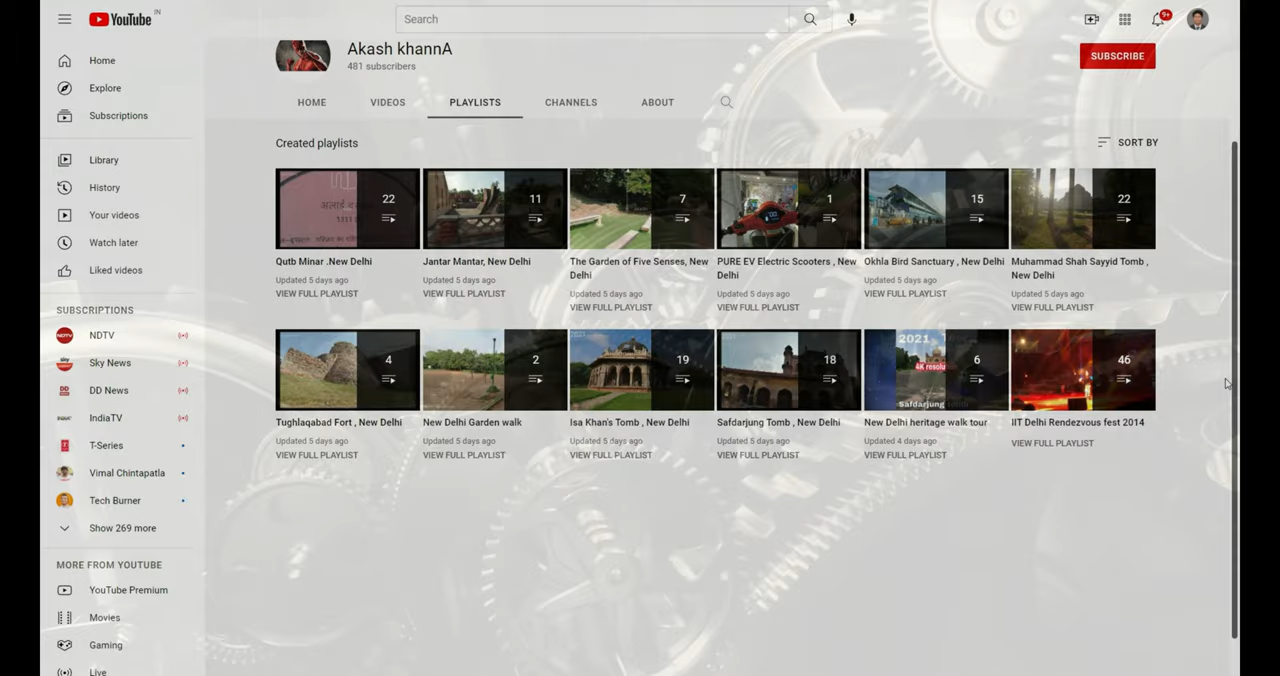 YouTube IN
Search
9+
Home
Explore
Subscriptions
Library
History
Your videos
Watch later
Liked videos
SUBSCRIPTIONS
NDTV
Sky News
DD News
IndiaTV
T-Series
Vimal Chintapatla
Tech Burner
Show 269 more
MORE FROM YOUTUBE
YouTube Premium
Movies
Gaming
Live
Akash khannA
481 subscribers
SUBSCRIBE
HOME VIDEOS PLAYLISTS CHANNELS ABOUT
Created playlists
SORT BY
22 11 7 1 15 22
Qutb Minar .New Delhi
Updated 5 days ago
VIEW FULL PLAYLIST
Jantar Mantar, New Delhi
Updated 5 days ago
VIEW FULL PLAYLIST
The Garden of Five Senses, New
Delhi
Updated 5 days ago
VIEW FULL PLAYLIST
PURE EV Electric Scooters , New
Delhi
Updated 5 days ago
VIEW FULL PLAYLIST
Okhla Bird Sanctuary , New Delhi
Updated 5 days ago
VIEW FULL PLAYLIST
Muhammad Shah Sayyid Tomb ,
New Delhi
Updated 5 days ago
VIEW FULL PLAYLIST
4 2 19 18 6 46
2021
4K resolu
Safdarjung
Tughlaqabad Fort , New Delhi
Updated 5 days ago
VIEW FULL PLAYLIST
New Delhi Garden walk
Updated 5 days ago
VIEW FULL PLAYLIST
Isa Khan's Tomb , New Delhi
Updated 5 days ago
VIEW FULL PLAYLIST
Safdarjung Tomb , New Delhi
Updated 5 days ago
VIEW FULL PLAYLIST
New Delhi heritage walk tour
Updated 4 days ago
VIEW FULL PLAYLIST
IIT Delhi Rendezvous fest 2014
VIEW FULL PLAYLIST